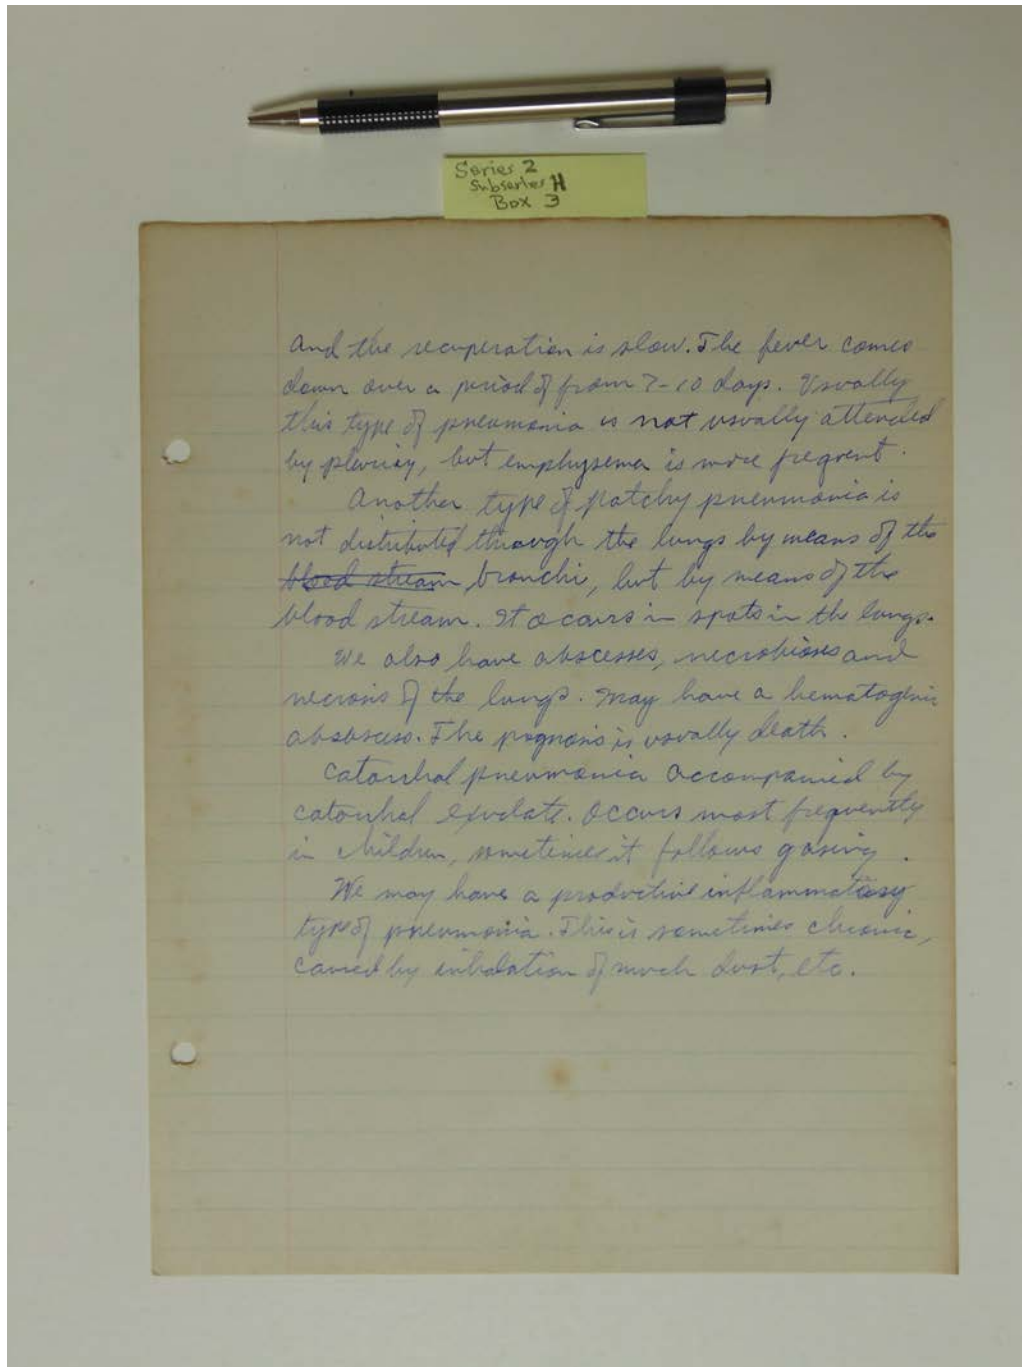 Series 2
Subseries H
Box 3
and the recuperation is slow. The fever comes
down over a period of from 7-10 days. Usually
this type of pneumonia is not usually attended
by pleurisy, but emphysema is more frequent.
Another type of patchy pneumonia is
not distributed through the lungs by means of the
blood stream bronchi, but by means of the
blood stream. It occurs in spots in the lungs.
We also have abscesses, necrobioses and
necrosis of the lungs. May have a hematogenic
absbscess. The prognosis is usually death.
Catarrhal pneumonia accompanied by
catarrhal exudate. Occurs most frequently
in children, sometimes it follows gasing.
We may have a productive inflammatory
type of pneumonia. This is sometimes chronic,
caused by inhalation of much dust, etc.